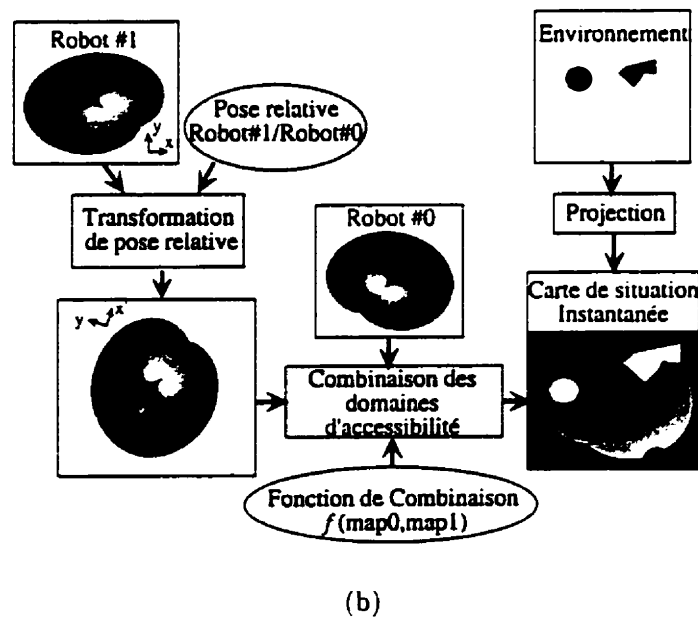 Robot #1
y
x
Pose relative
Robot#1/Robot#0
Environnement
Transformation
de pose relative
Robot #0
Projection
y
x
Carte de situation
Instantanée
Combinaison des
domaines
d'accessibilité
Fonction de Combinaison
f(map0,map1)
(b)